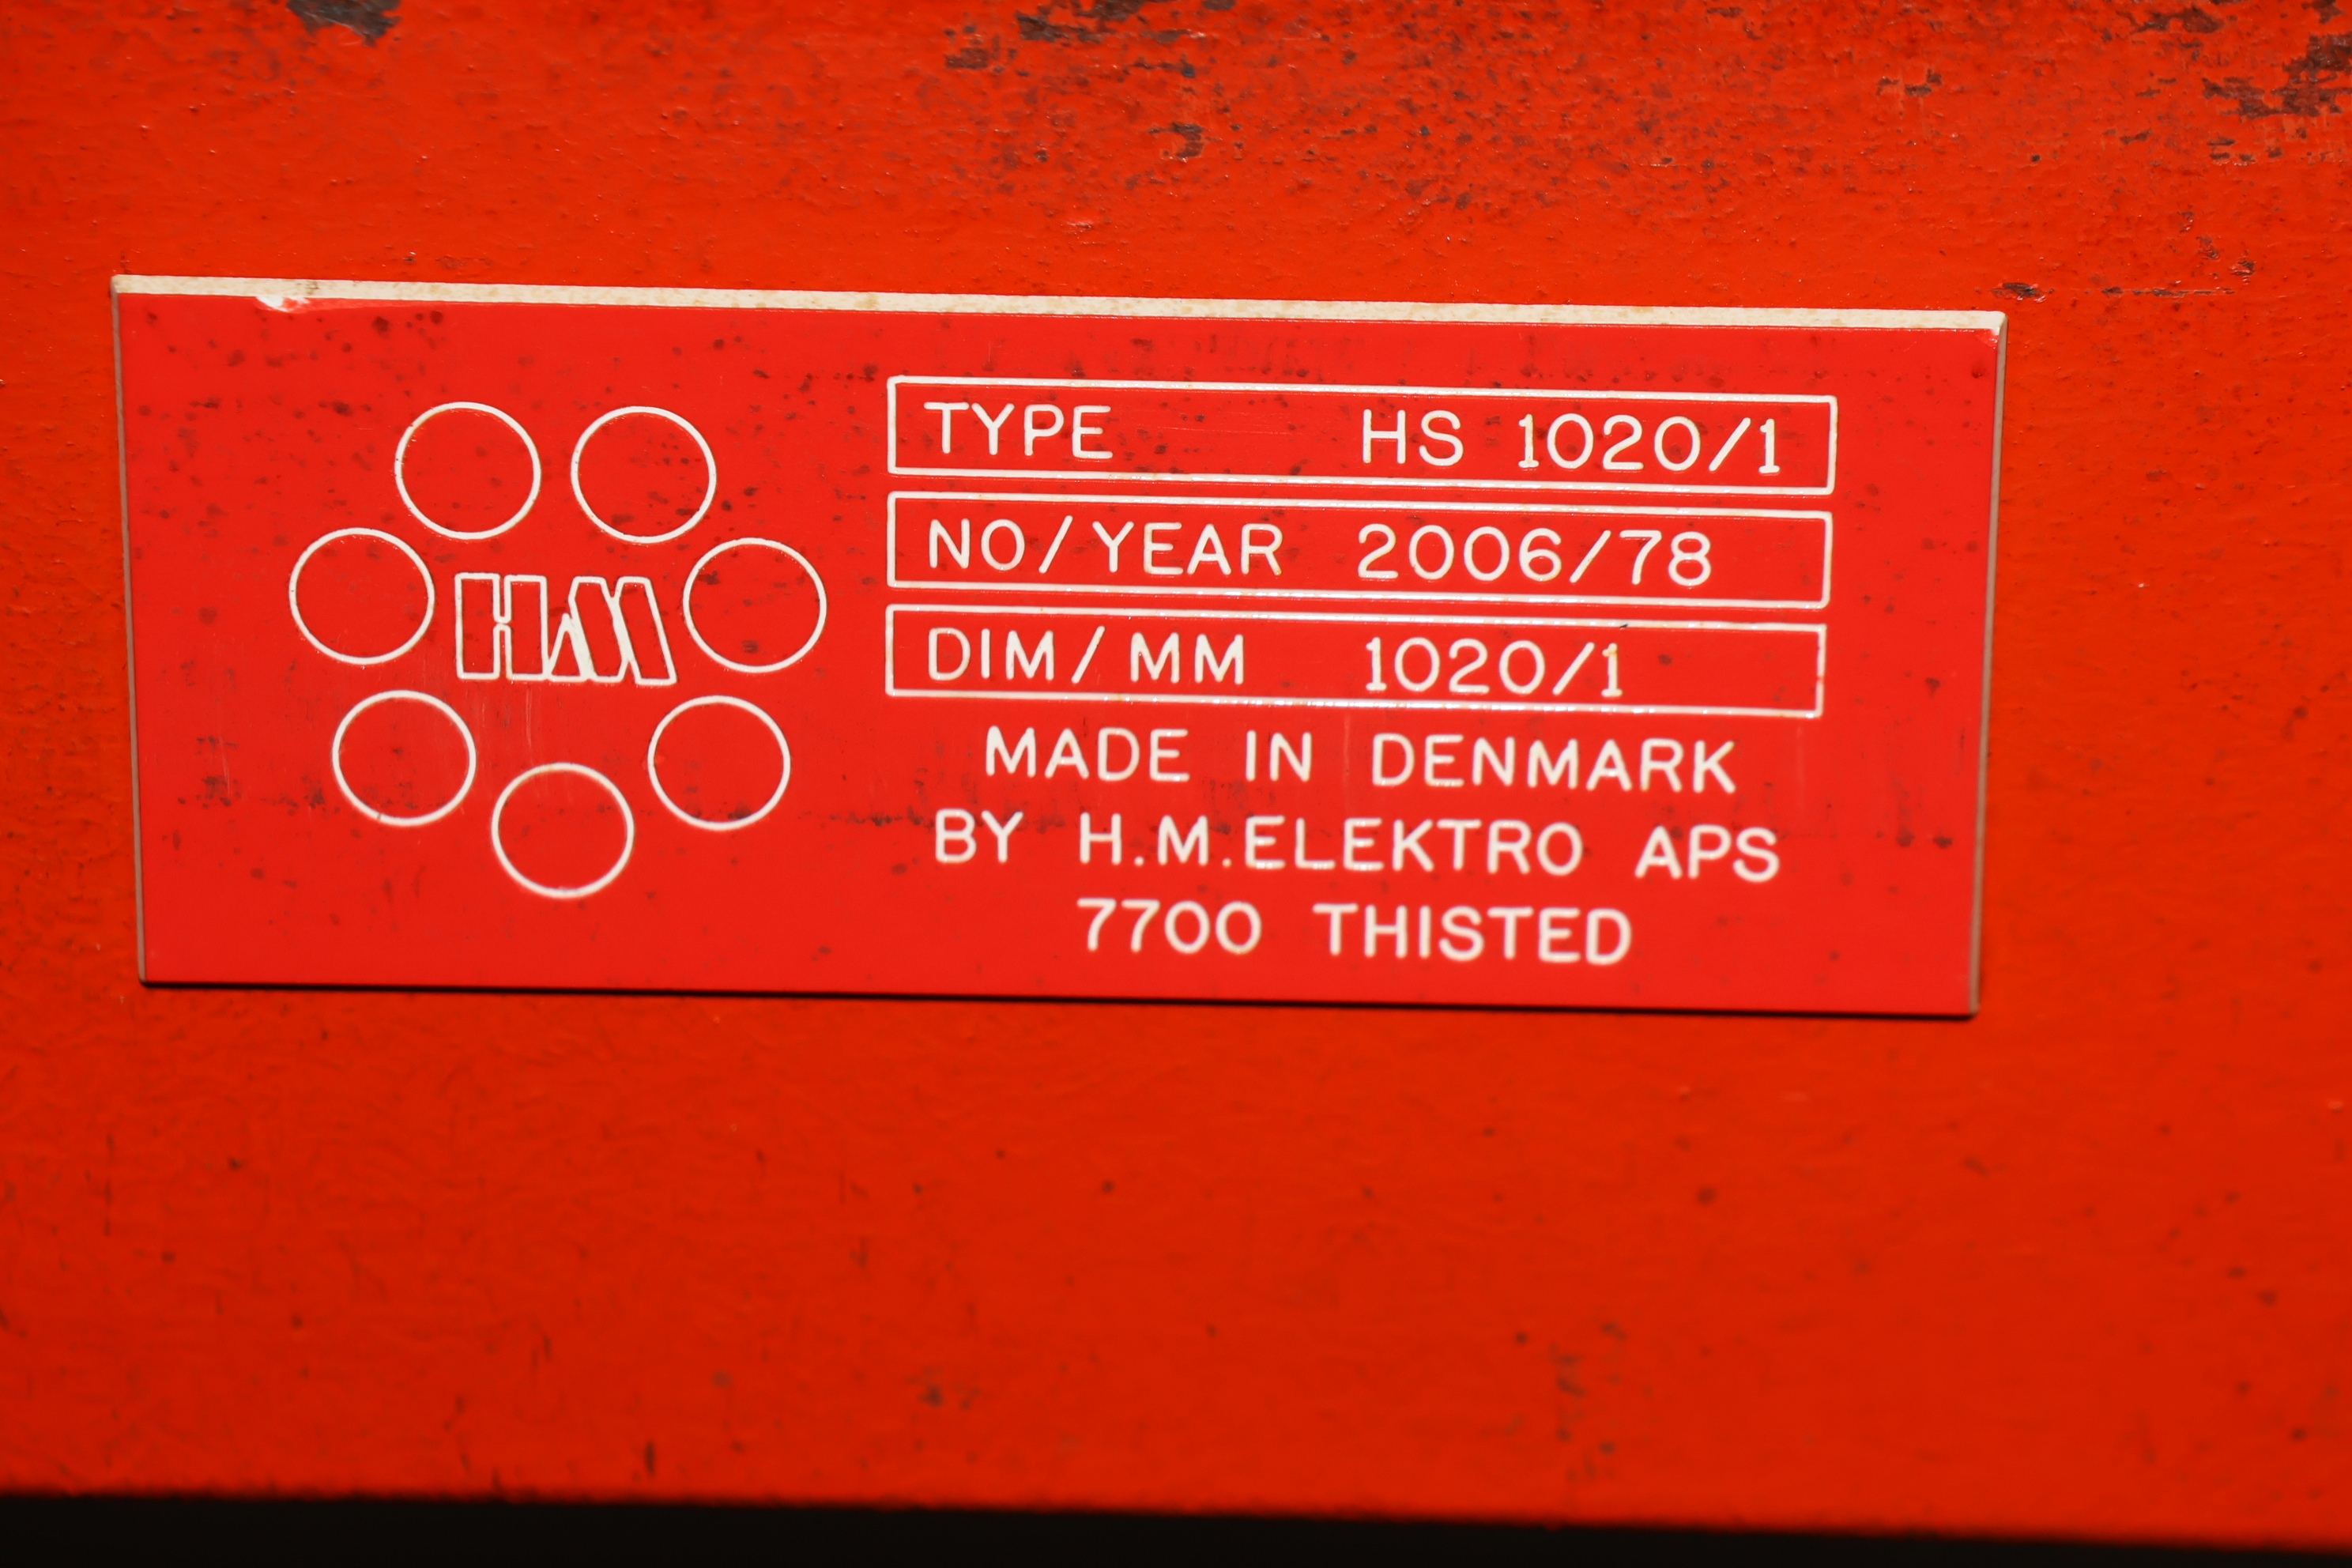 HM
TYPE HS 1020/1
NO/YEAR 2006/78
DIM/MM 1020/1
MADE IN DENMARK
BY H.M.ELEKTRO APS
7700 THISTED